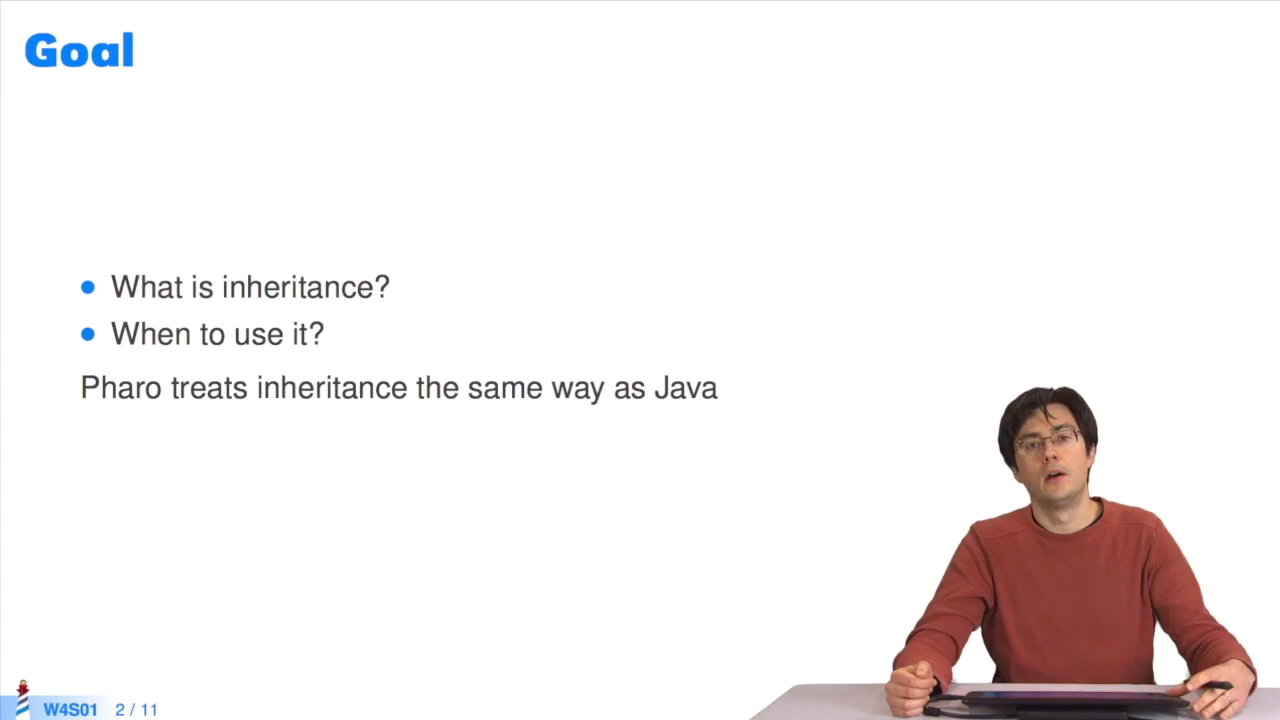 Goal
What is inheritance?
When to use it?
Pharo treats inheritance the same way as Java
W4S01 2 / 11